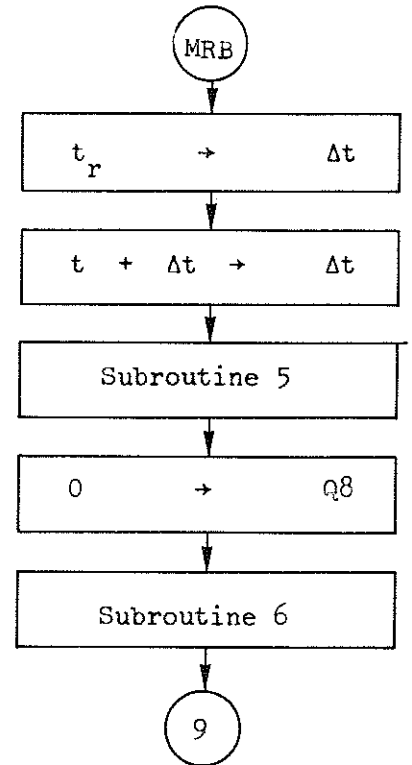 MRB
t_r → Δt
t + Δt → Δt
Subroutine 5
0 → Q8
Subroutine 6
9